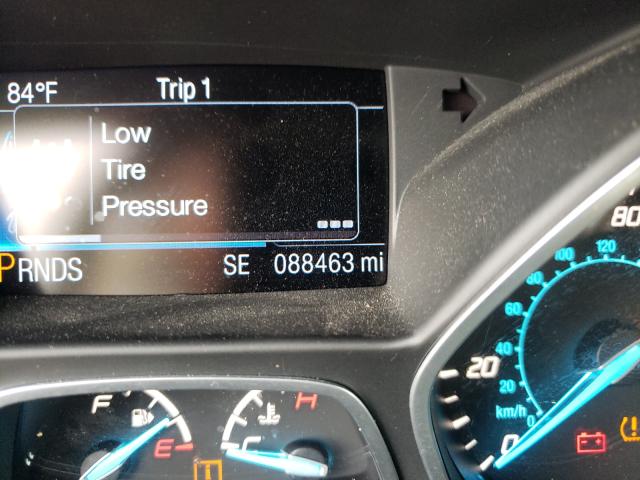 84°F Trip 1
Low
Tire
Pressure
PRNDS SE 088463 mi
F E
C H
0 20 80
0 20 40 60 80 100 120
km/h